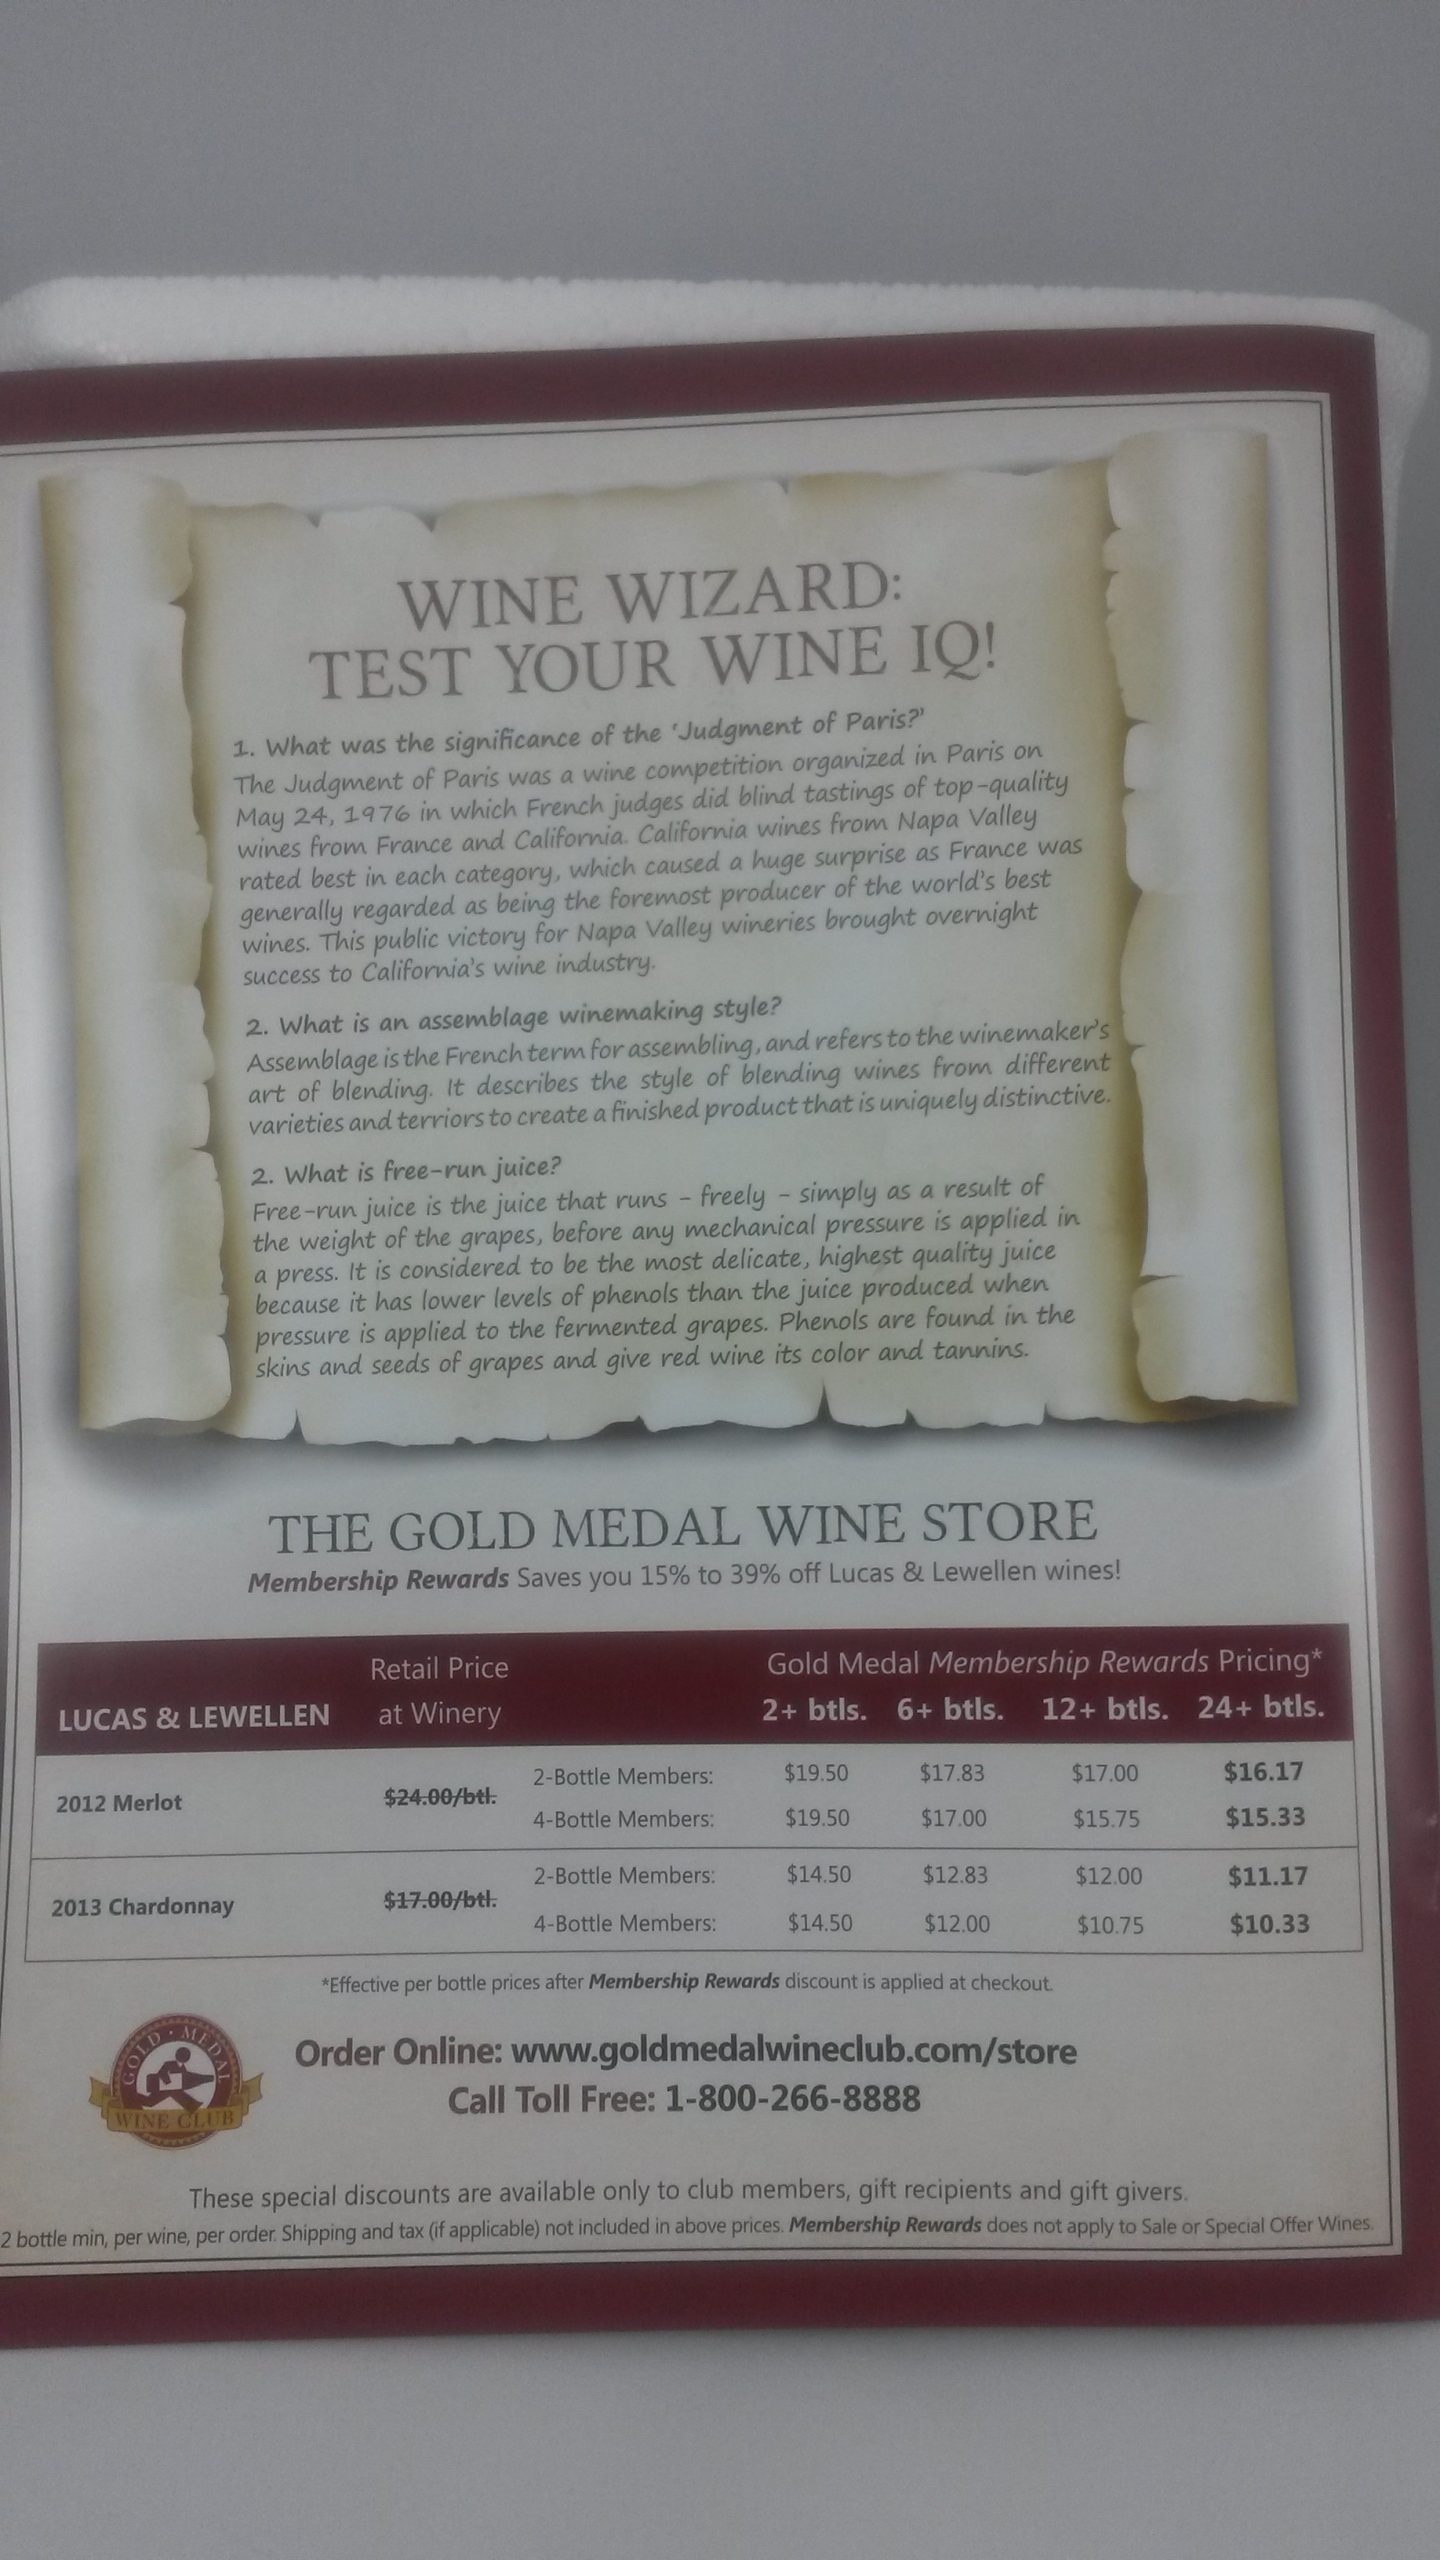 WINE WIZARD:
TEST YOUR WINE IQ!
1. What was the significance of the 'Judgment of Paris?'
The Judgment of Paris was a wine competition organized in Paris on
May 24, 1976 in which French judges did blind tastings of top-quality
wines from France and California. California wines from Napa Valley
rated best in each category, which caused a huge surprise as France was
generally regarded as being the foremost producer of the world's best
wines. This public victory for Napa Valley wineries brought overnight
success to California's wine industry.
2. What is an assemblage winemaking style?
Assemblage is the French term for assembling, and refers to the winemaker's
art of blending. It describes the style of blending wines from different
varieties and terriors to create a finished product that is uniquely distinctive.
2. What is free-run juice?
Free-run juice is the juice that runs - freely - simply as a result of
the weight of the grapes, before any mechanical pressure is applied in
a press. It is considered to be the most delicate, highest quality juice
because it has lower levels of phenols than the juice produced when
pressure is applied to the fermented grapes. Phenols are found in the
skins and seeds of grapes and give red wine its color and tannins.
THE GOLD MEDAL WINE STORE
Membership Rewards Saves you 15% to 39% off Lucas & Lewellen wines!
Retail Price Gold Medal Membership Rewards Pricing*
LUCAS & LEWELLEN at Winery 2+ btls. 6+ btls. 12+ btls. 24+ btls.
2012 Merlot $24.00/btl. 2-Bottle Members: $19.50 $17.83 $17.00 $16.17
4-Bottle Members: $19.50 $17.00 $15.75 $15.33
2013 Chardonnay $17.00/btl. 2-Bottle Members: $14.50 $12.83 $12.00 $11.17
4-Bottle Members: $14.50 $12.00 $10.75 $10.33
*Effective per bottle prices after Membership Rewards discount is applied at checkout.
GOLD · MEDAL
WINE CLUB
Order Online: www.goldmedalwineclub.com/store
Call Toll Free: 1-800-266-8888
These special discounts are available only to club members, gift recipients and gift givers.
2 bottle min, per wine, per order. Shipping and tax (if applicable) not included in above prices. Membership Rewards does not apply to Sale or Special Offer Wines.